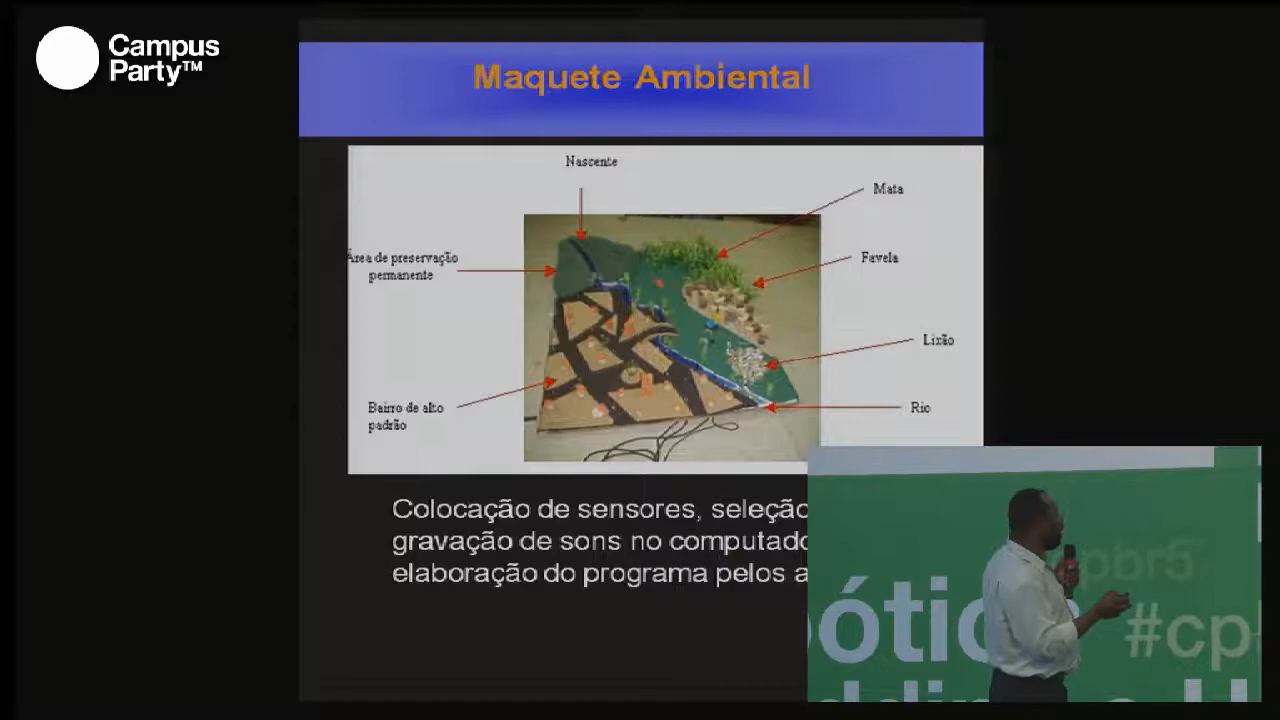 Campus
Party™
Maquete Ambiental
Nascente
Mata
Área de preservação
permanente
Favela
Lixão
Bairro de alto
padrão
Rio
Colocação de sensores, seleção
gravação de sons no computado
elaboração do programa pelos a
cpbr5
#cp